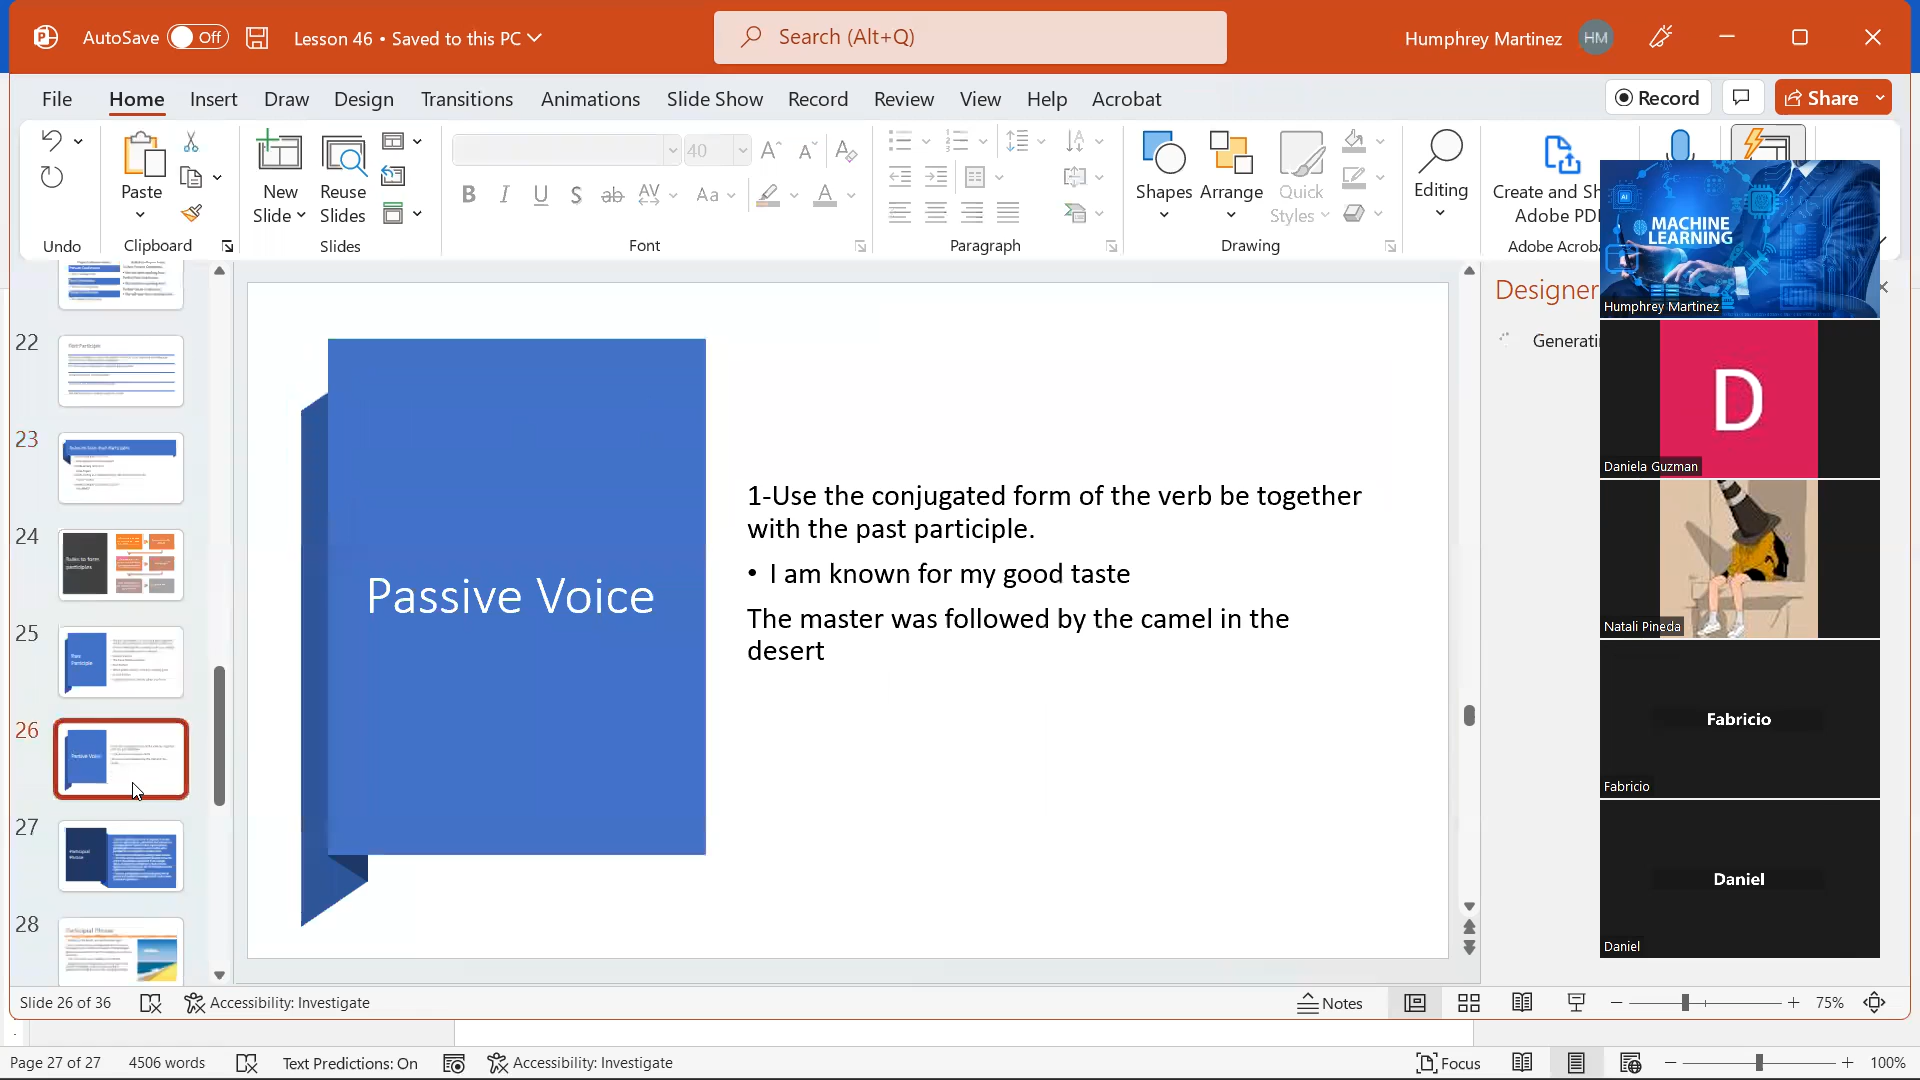 AutoSave Off Lesson 46 • Saved to this PC Search (Alt+Q) Humphrey Martinez HM
File Home Insert Draw Design Transitions Animations Slide Show Record Review View Help Acrobat Record Share
40
Paste New Slide Reuse Slides Shapes Arrange Quick Styles Editing Create and Sh
Adobe PDF
B I U S ab AV Aa A
Undo Clipboard Slides Font Paragraph Drawing Adobe Acroba
MACHINE
LEARNING
Humphrey Martinez
Designer
Generati
22
23
24
25
26
27
28
Passive Voice
1-Use the conjugated form of the verb be together
with the past participle.
• I am known for my good taste
The master was followed by the camel in the
desert
D
Daniela Guzman
Natali Pineda
Fabricio
Fabricio
Daniel
Daniel
Slide 26 of 36 Accessibility: Investigate Notes 75%
Page 27 of 27 4506 words Text Predictions: On Accessibility: Investigate Focus 100%